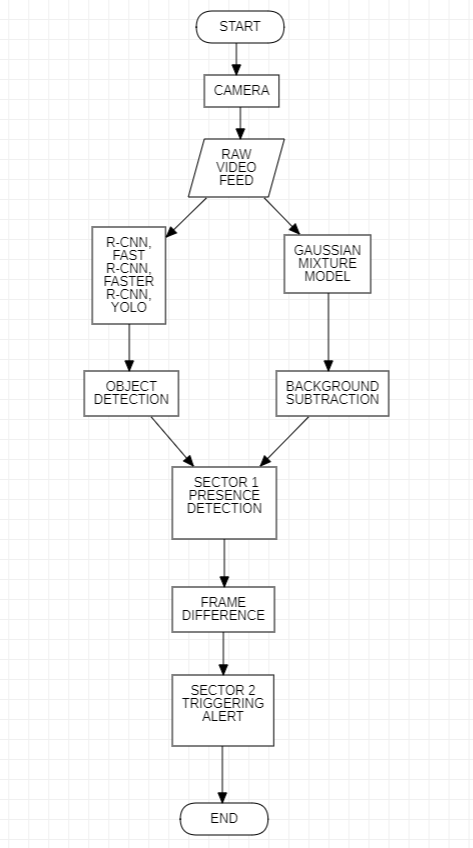 START
CAMERA
RAW
VIDEO
FEED
R-CNN,
FAST
R-CNN,
FASTER
R-CNN,
YOLO
GAUSSIAN
MIXTURE
MODEL
OBJECT
DETECTION
BACKGROUND
SUBTRACTION
SECTOR 1
PRESENCE
DETECTION
FRAME
DIFFERENCE
SECTOR 2
TRIGGERING
ALERT
END